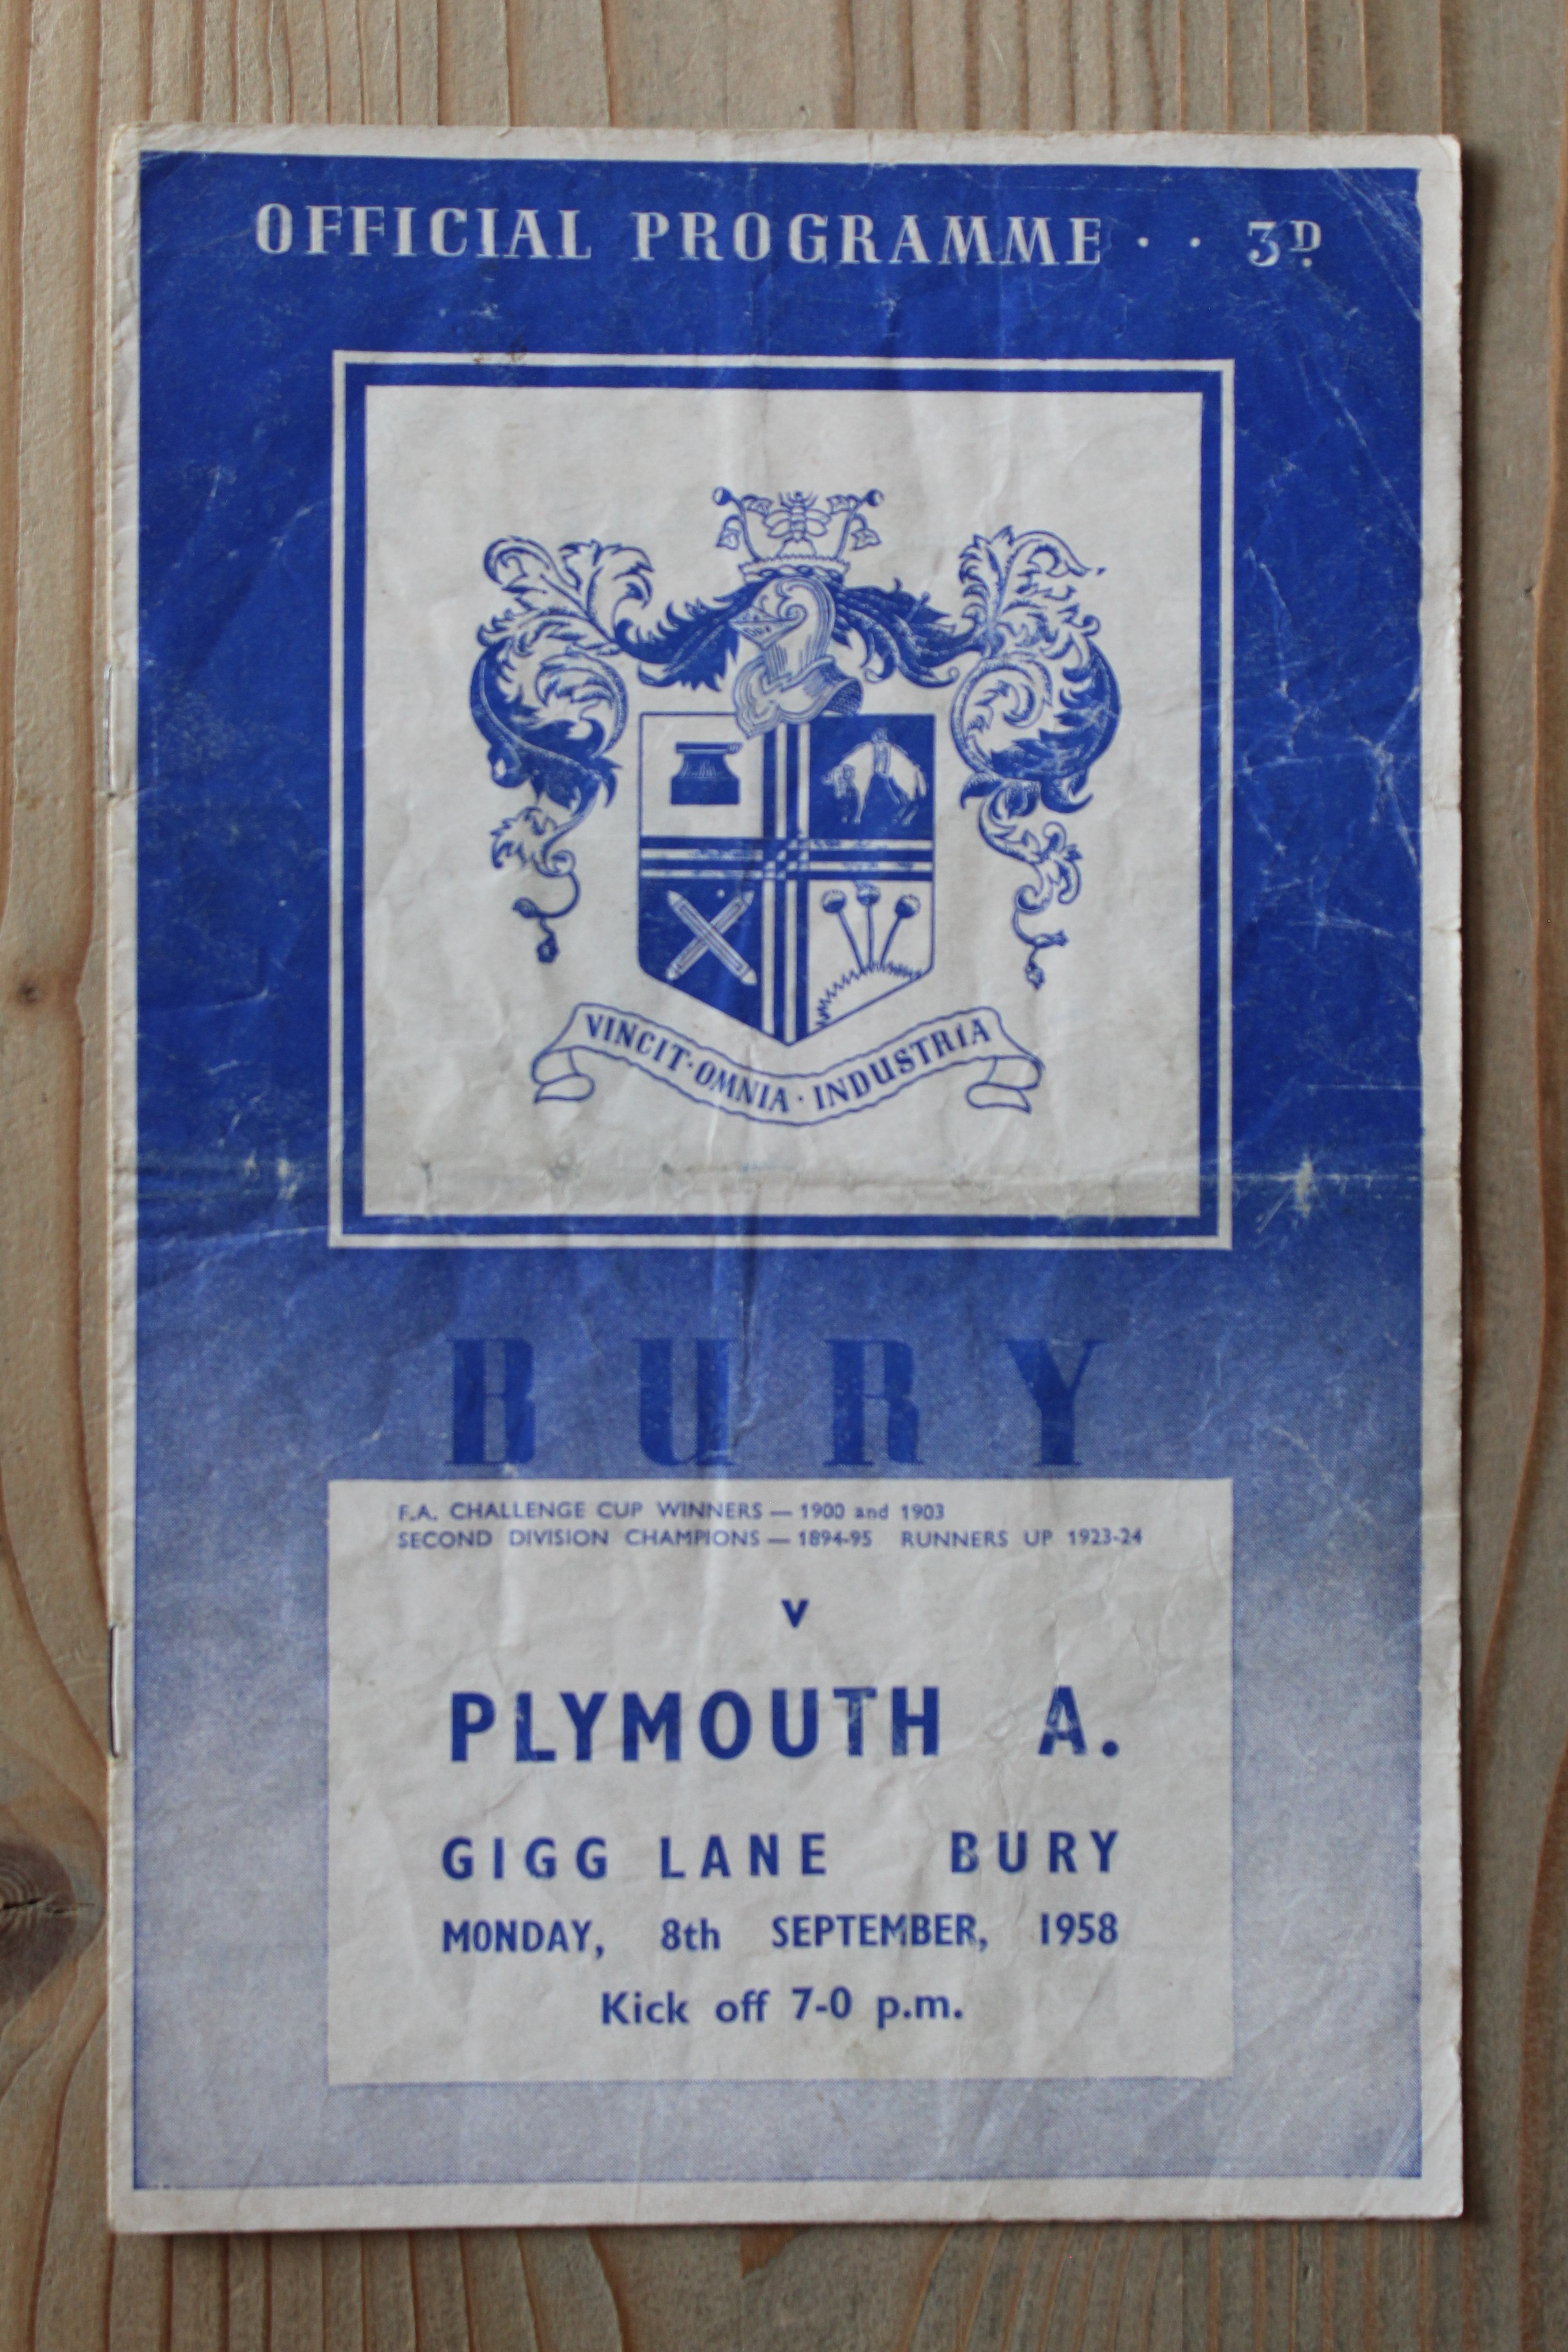 OFFICIAL PROGRAMME · · 3D.
VINCIT · OMNIA · INDUSTRIA
BURY
F.A. CHALLENGE CUP WINNERS — 1900 and 1903
SECOND DIVISION CHAMPIONS — 1894-95 RUNNERS UP 1923-24
v
PLYMOUTH A.
GIGG LANE BURY
MONDAY, 8th SEPTEMBER, 1958
Kick off 7-0 p.m.